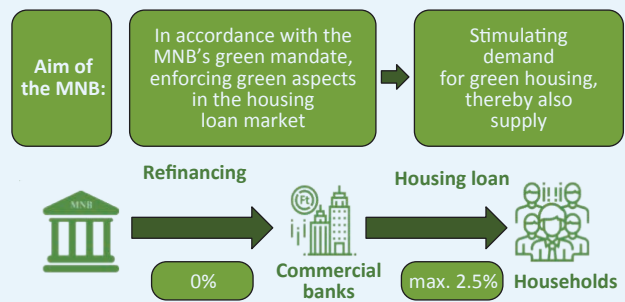 Aim of
the MNB:
In accordance with the
MNB's green mandate,
enforcing green aspects
in the housing
loan market
Stimulating
demand
for green housing,
thereby also
supply
Refinancing
Housing loan
MNB
Ft
0%
Commercial
banks
max. 2.5%
Households